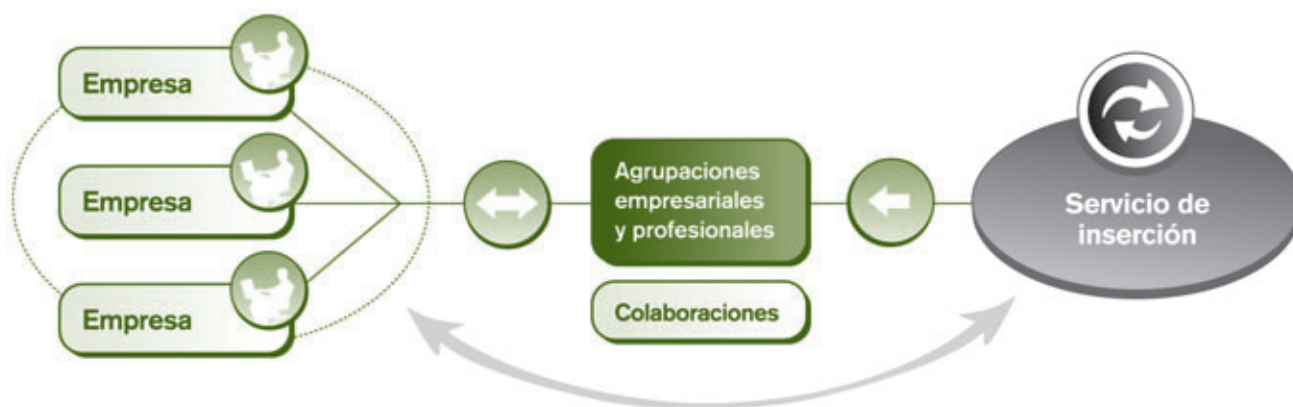 Empresa
Empresa
Empresa
Agrupaciones
empresariales
y profesionales
Colaboraciones
Servicio de
inserción